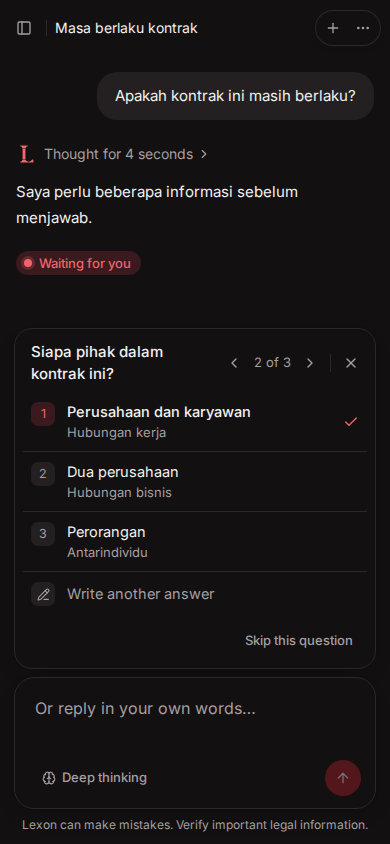 Masa berlaku kontrak
Apakah kontrak ini masih berlaku?
Thought for 4 seconds
Saya perlu beberapa informasi sebelum
menjawab.
Waiting for you
Siapa pihak dalam
kontrak ini?
2 of 3
1
Perusahaan dan karyawan
Hubungan kerja
2
Dua perusahaan
Hubungan bisnis
3
Perorangan
Antarindividu
Write another answer
Skip this question
Or reply in your own words...
Deep thinking
Lexon can make mistakes. Verify important legal information.